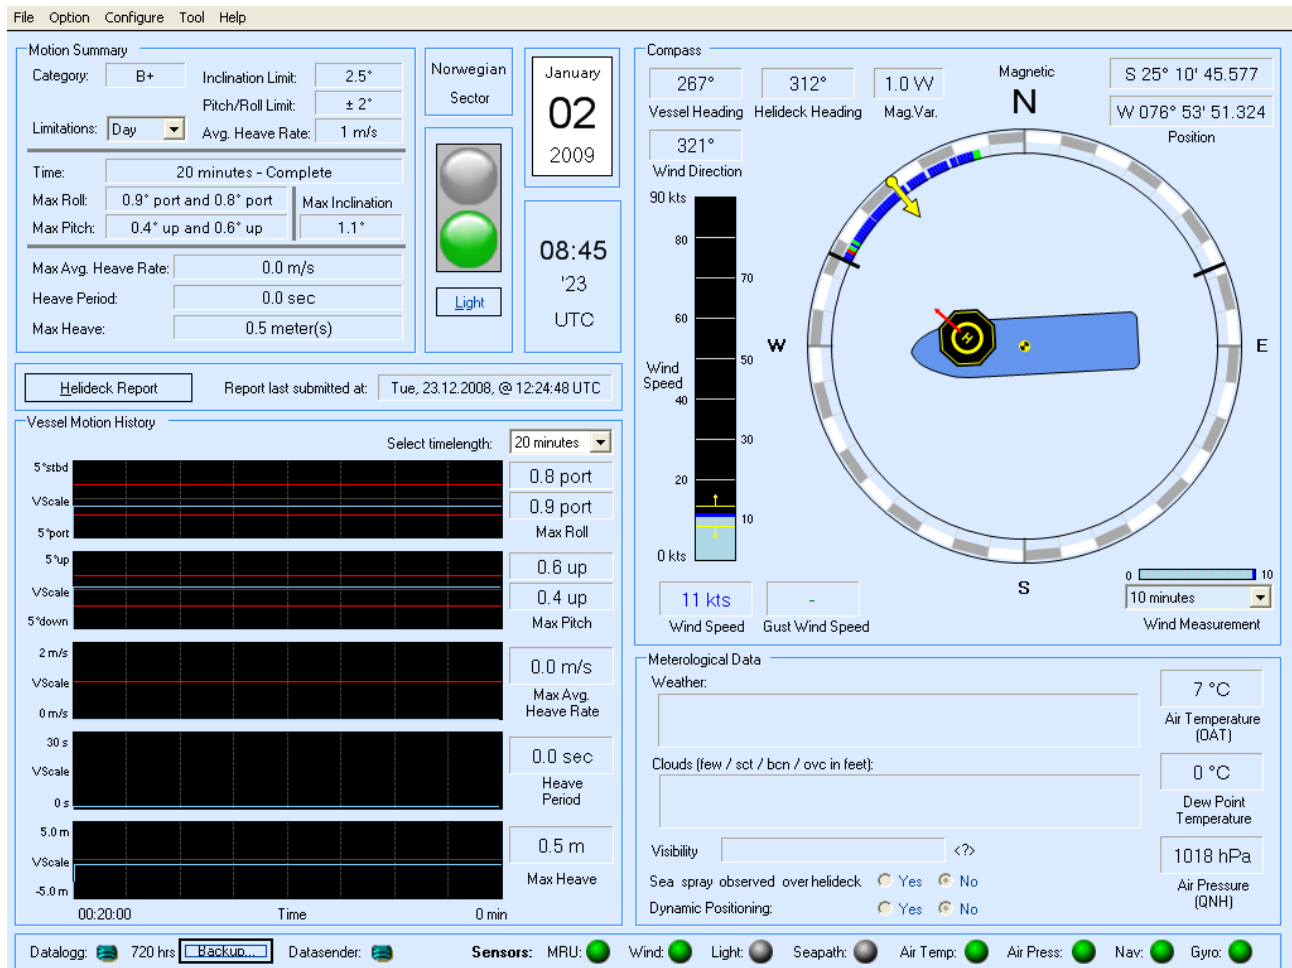 File Option Configure Tool Help
Motion Summary
Category: B+ Inclination Limit: 2.5°
Pitch/Roll Limit: ± 2°
Limitations: Day Avg. Heave Rate: 1 m/s
Time: 20 minutes - Complete
Max Roll: 0.9° port and 0.8° port Max Inclination
Max Pitch: 0.4° up and 0.6° up 1.1°
Max Avg. Heave Rate: 0.0 m/s
Heave Period: 0.0 sec
Max Heave: 0.5 meter(s)
Norwegian
Sector
Light
January
02
2009
08:45
'23
UTC
Helideck Report Report last submitted at: Tue, 23.12.2008, @ 12:24:48 UTC
Vessel Motion History
Select timelength: 20 minutes
5°stbd
VScale
5°port
0.8 port
0.9 port
Max Roll
5°up
VScale
5°down
0.6 up
0.4 up
Max Pitch
2 m/s
VScale
0 m/s
0.0 m/s
Max Avg.
Heave Rate
30 s
VScale
0 s
0.0 sec
Heave
Period
5.0 m
VScale
-5.0 m
0.5 m
Max Heave
00:20:00 Time 0 min
Compass
267° 312° 1.0 W
Vessel Heading Helideck Heading Mag.Var.
321°
Wind Direction
Magnetic
N
S 25° 10' 45.577
W 076° 53' 51.324
Position
90 kts
80
70
60
50
Wind
Speed
40
30
20
10
0 kts
W
H
E
S
11 kts -
Wind Speed Gust Wind Speed
0 10
10 minutes
Wind Measurement
Meterological Data
Weather:
Clouds (few / sct / bcn / ovc in feet):
Visibility <?>
Sea spray observed over helideck Yes No
Dynamic Positioning: Yes No
7 °C
Air Temperature
(OAT)
0 °C
Dew Point
Temperature
1018 hPa
Air Pressure
(QNH)
Datalogg: 720 hrs Backup... Datasender: Sensors: MRU: Wind: Light: Seapath: Air Temp: Air Press: Nav: Gyro: